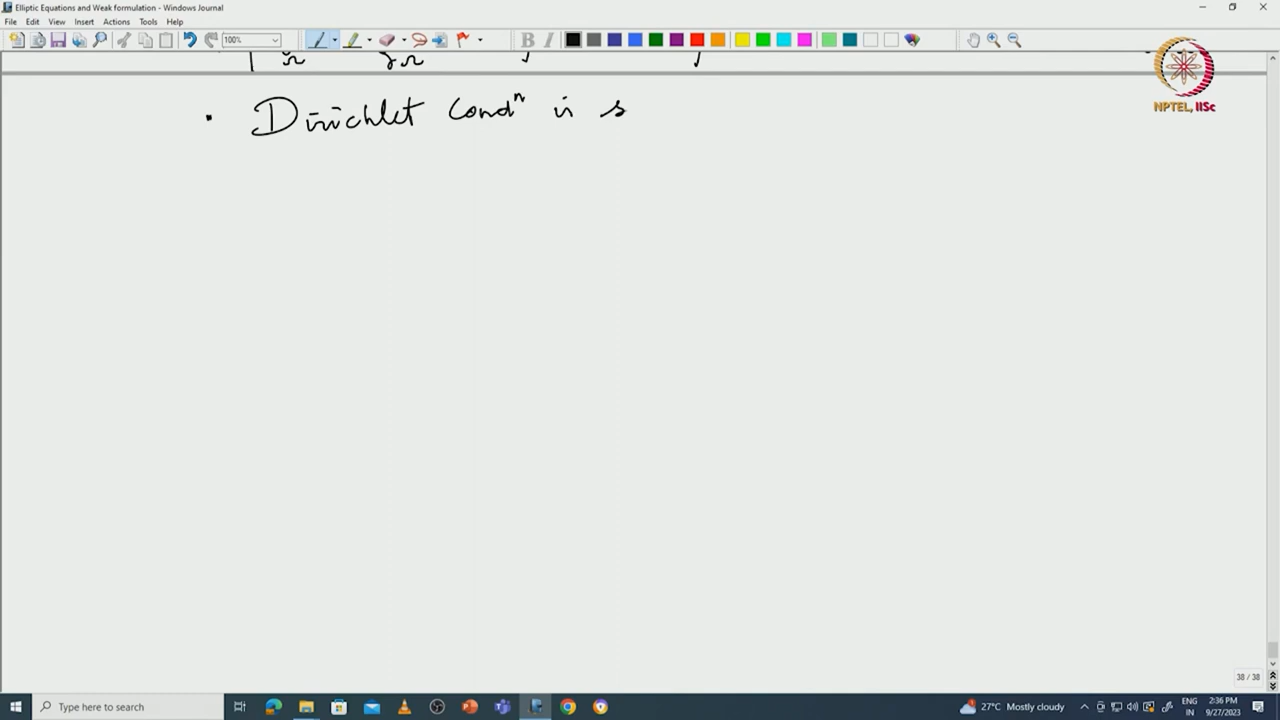 Elliptic Equations and Weak formulation - Windows Journal
File Edit View Insert Actions Tools Help
100%
NPTEL, IISc
• Dirichlet Condⁿ is s
38 / 38
Type here to search
27°C Mostly cloudy
ENG
IN
2:36 PM
9/27/2023